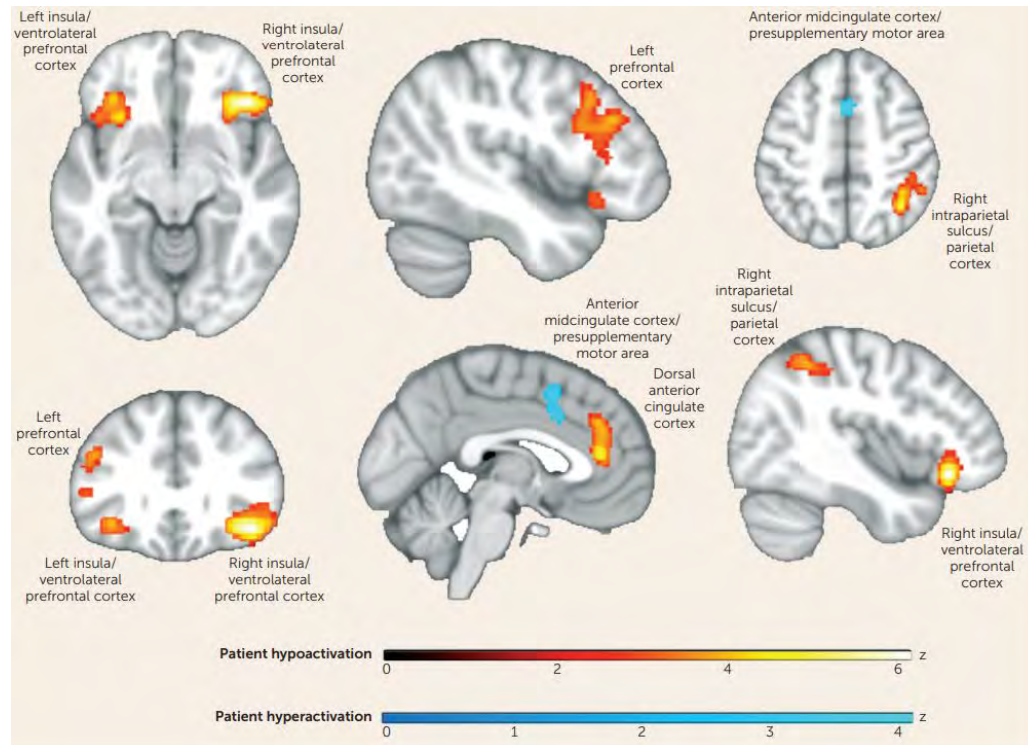 Left insula/
ventrolateral
prefrontal
cortex
Right insula/
ventrolateral
prefrontal
cortex
Left
prefrontal
cortex
Anterior midcingulate cortex/
presupplementary motor area
Right
intraparietal
sulcus/
parietal
cortex
Left
prefrontal
cortex
Left insula/
ventrolateral
prefrontal cortex
Right insula/
ventrolateral
prefrontal cortex
Anterior
midcingulate cortex/
presupplementary
motor area
Dorsal
anterior
cingulate
cortex
Right
intraparietal
sulcus/
parietal
cortex
Right insula/
ventrolateral
prefrontal
cortex
Patient hypoactivation z
0 2 4 6
Patient hyperactivation z
0 1 2 3 4